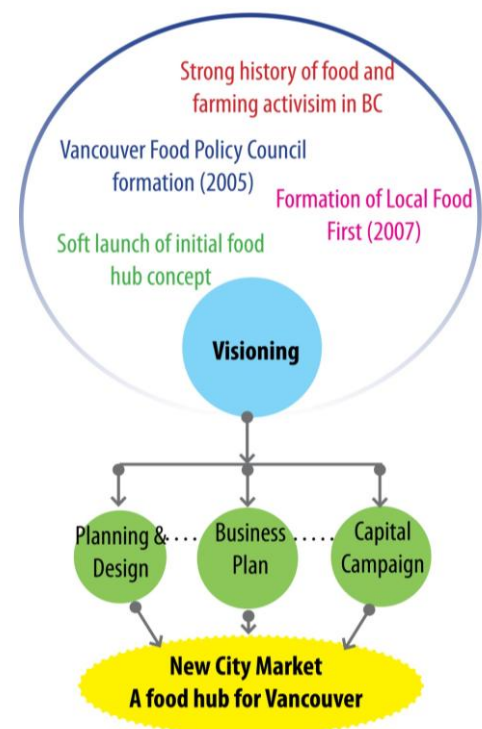 Strong history of food and
farming activisim in BC
Vancouver Food Policy Council
formation (2005)
Formation of Local Food
First (2007)
Soft launch of initial food
hub concept
Visioning
Planning &
Design
Business
Plan
Capital
Campaign
New City Market
A food hub for Vancouver